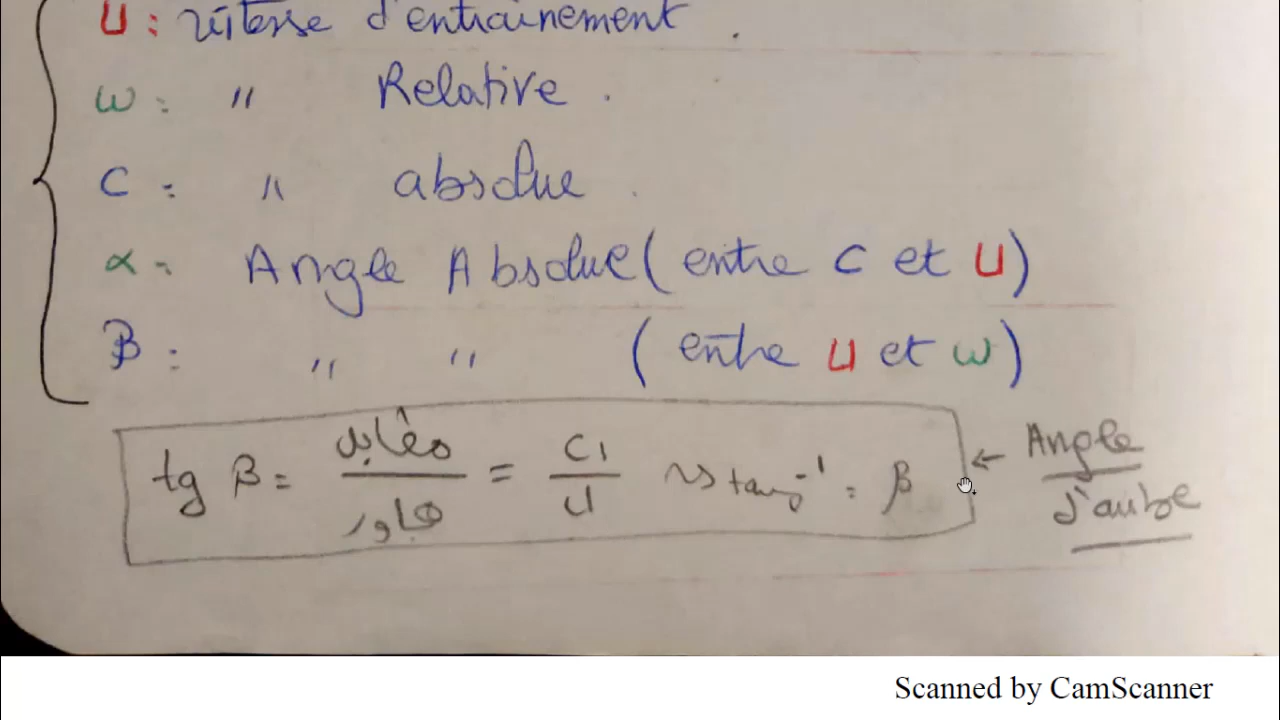 U : vitesse d'entrainement .
ω : " Relative .
C : " absolue .
α : Angle Absolue ( entre C et U )
β : " " ( entre U et ω )
tg β = مقابل / مجاور = C1 / U ~> tang⁻¹ = β ← Angle d'aube
Scanned by CamScanner